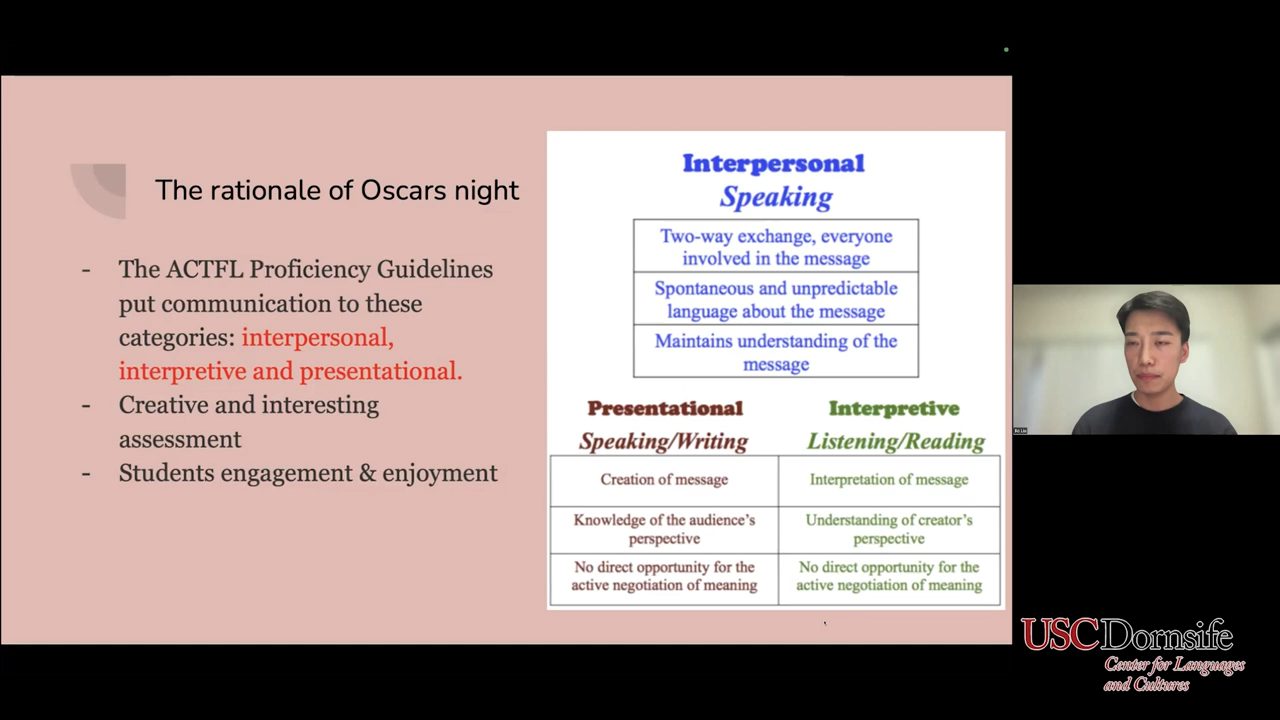 The rationale of Oscars night
- The ACTFL Proficiency Guidelines
put communication to these
categories: interpersonal,
interpretive and presentational.
- Creative and interesting
assessment
- Students engagement & enjoyment
Interpersonal
Speaking
Two-way exchange, everyone
involved in the message
Spontaneous and unpredictable
language about the message
Maintains understanding of the
message
Presentational
Speaking/Writing
Creation of message
Knowledge of the audience's
perspective
No direct opportunity for the
active negotiation of meaning
Interpretive
Listening/Reading
Interpretation of message
Understanding of creator's
perspective
No direct opportunity for the
active negotiation of meaning
USCDornsife
Center for Languages
and Cultures